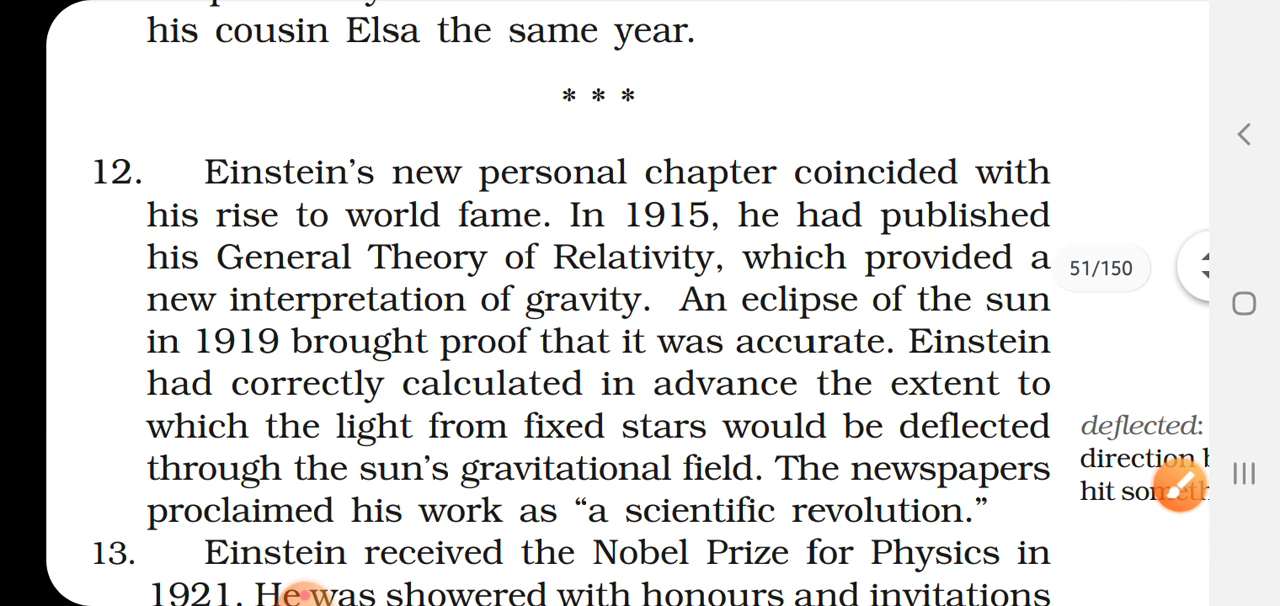 his cousin Elsa the same year.
* * *
12. Einstein's new personal chapter coincided with
his rise to world fame. In 1915, he had published
his General Theory of Relativity, which provided a
new interpretation of gravity. An eclipse of the sun
in 1919 brought proof that it was accurate. Einstein
had correctly calculated in advance the extent to
which the light from fixed stars would be deflected
through the sun's gravitational field. The newspapers
proclaimed his work as “a scientific revolution.”
13. Einstein received the Nobel Prize for Physics in
1921. He was showered with honours and invitations
51/150
deflected:
direction
hit